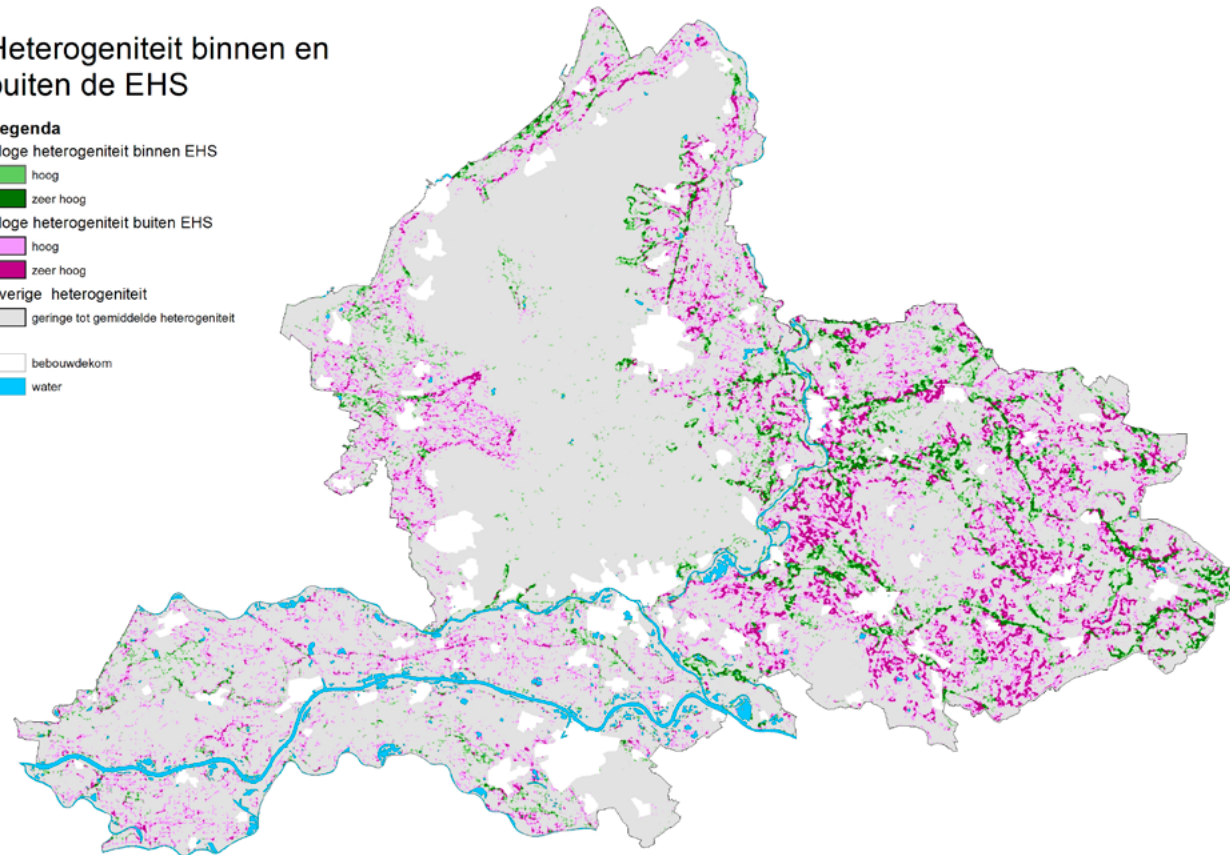 Heterogeniteit binnen en
buiten de EHS
egenda
loge heterogeniteit binnen EHS
hoog
zeer hoog
loge heterogeniteit buiten EHS
hoog
zeer hoog
verige heterogeniteit
geringe tot gemiddelde heterogeniteit
bebouwdekom
water